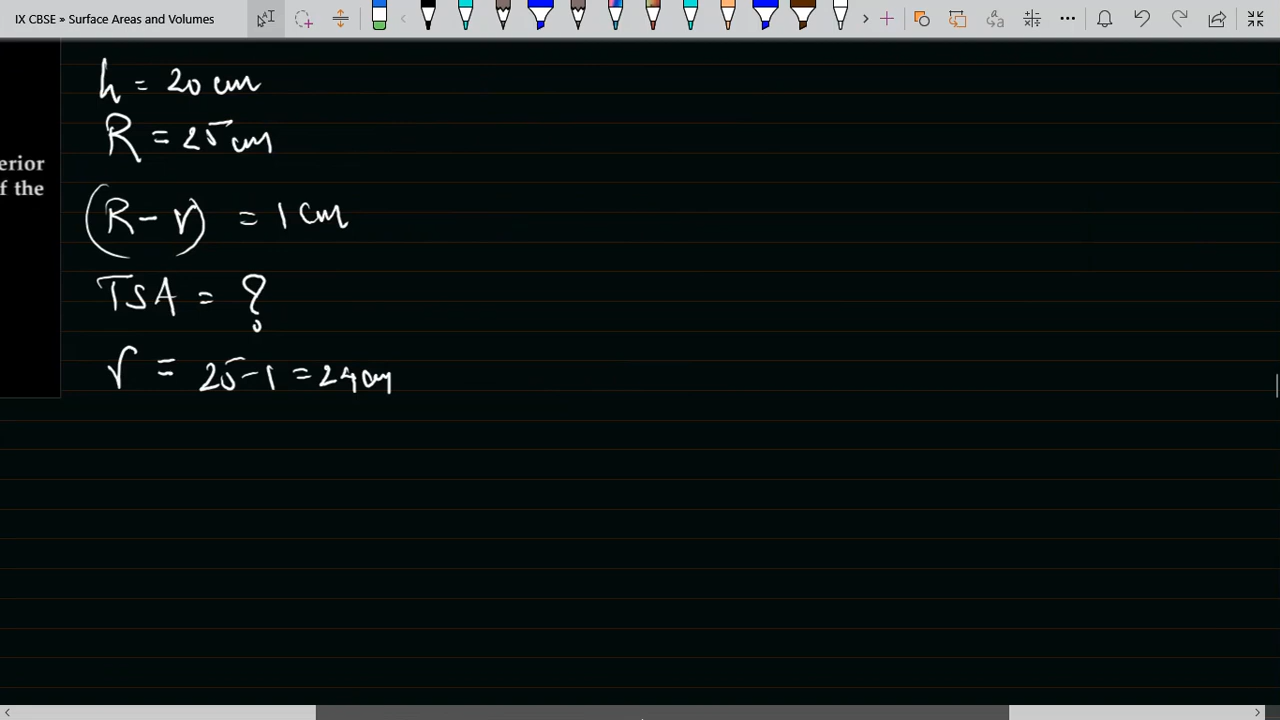 IX CBSE » Surface Areas and Volumes
h = 20 cm
R = 25 cm
erior
f the
(R - r) = 1 cm
TSA = ?
r = 25 - 1 = 24 cm